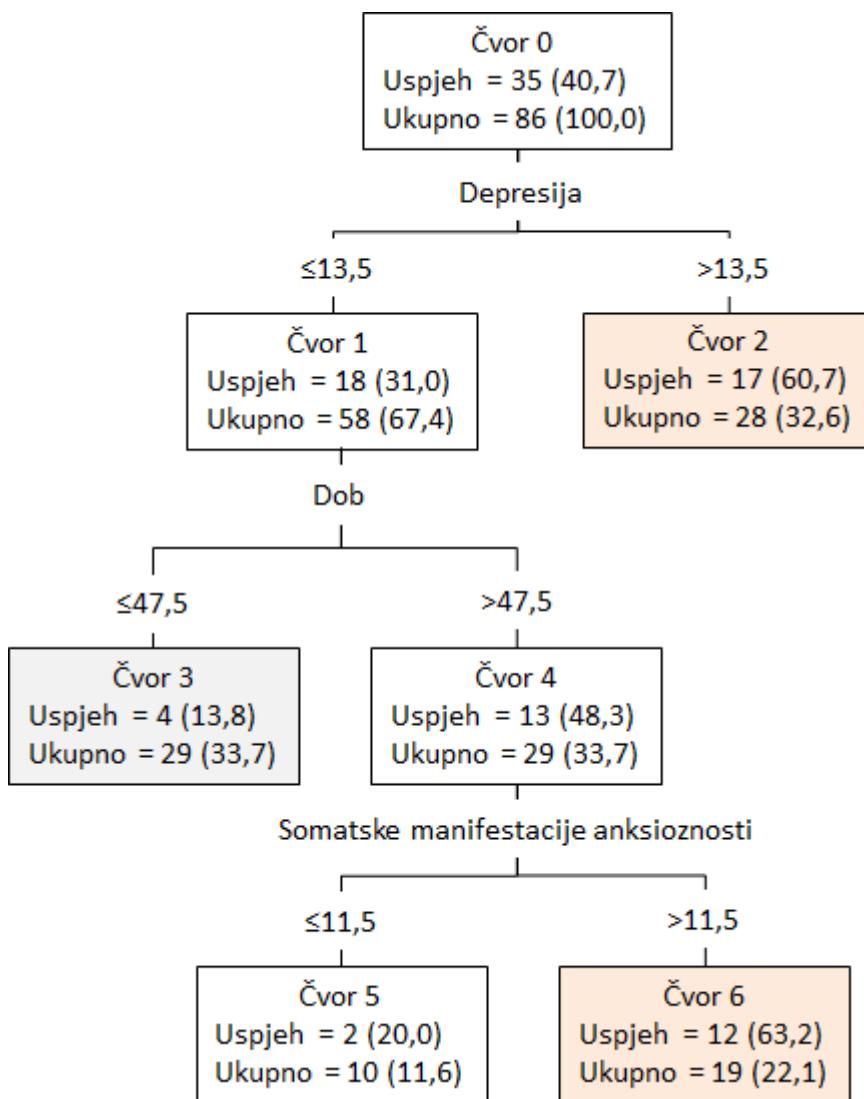 Čvor 0
Uspjeh = 35 (40,7)
Ukupno = 86 (100,0)
Depresija
≤13,5
>13,5
Čvor 1
Uspjeh = 18 (31,0)
Ukupno = 58 (67,4)
Čvor 2
Uspjeh = 17 (60,7)
Ukupno = 28 (32,6)
Dob
≤47,5
>47,5
Čvor 3
Uspjeh = 4 (13,8)
Ukupno = 29 (33,7)
Čvor 4
Uspjeh = 13 (48,3)
Ukupno = 29 (33,7)
Somatske manifestacije anksioznosti
≤11,5
>11,5
Čvor 5
Uspjeh = 2 (20,0)
Ukupno = 10 (11,6)
Čvor 6
Uspjeh = 12 (63,2)
Ukupno = 19 (22,1)